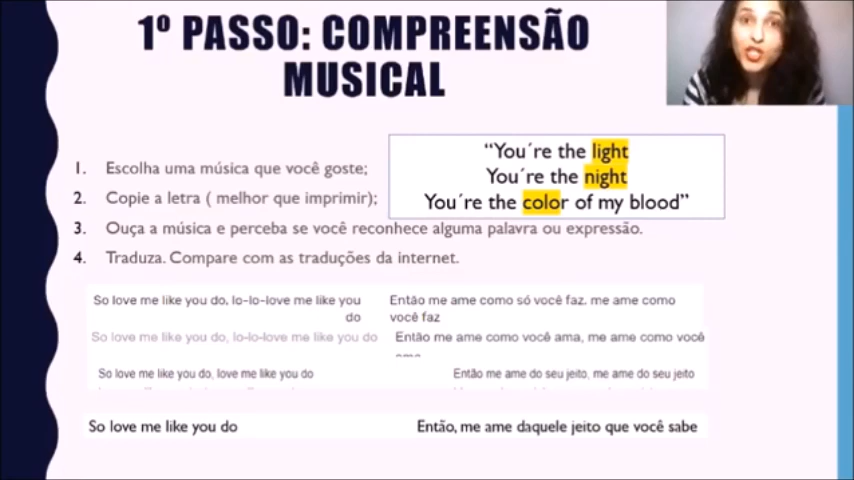 1º PASSO: COMPREENSÃO
MUSICAL
1. Escolha uma música que você goste;
2. Copie a letra ( melhor que imprimir);
3. Ouça a música e perceba se você reconhece alguma palavra ou expressão.
4. Traduza. Compare com as traduções da internet.
“You´re the light
You´re the night
You´re the color of my blood”
So love me like you do, lo-lo-love me like you
do
Então me ame como só você faz, me ame como
você faz
So love me like you do, lo-lo-love me like you do
Então me ame como você ama, me ame como você
So love me like you do, love me like you do
Então me ame do seu jeito, me ame do seu jeito
So love me like you do
Então, me ame daquele jeito que você sabe